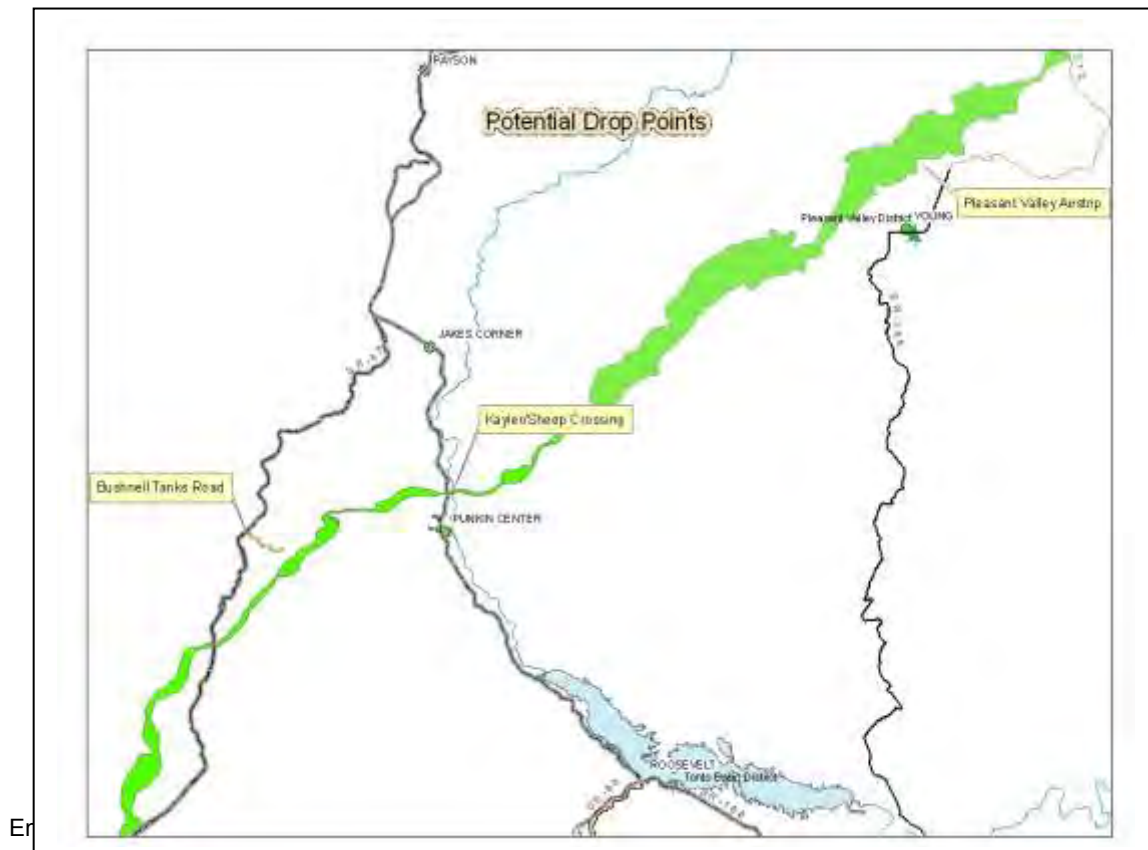 PAYSON
Potential Drop Points
Pleasant Valley Airstrip
Pleasant Valley District
YOUNG
JAKES CORNER
Kayler/Sheep Crossing
Bushnell Tanks Road
PUNKIN CENTER
ROOSEVELT
Tonto Basin District
Er